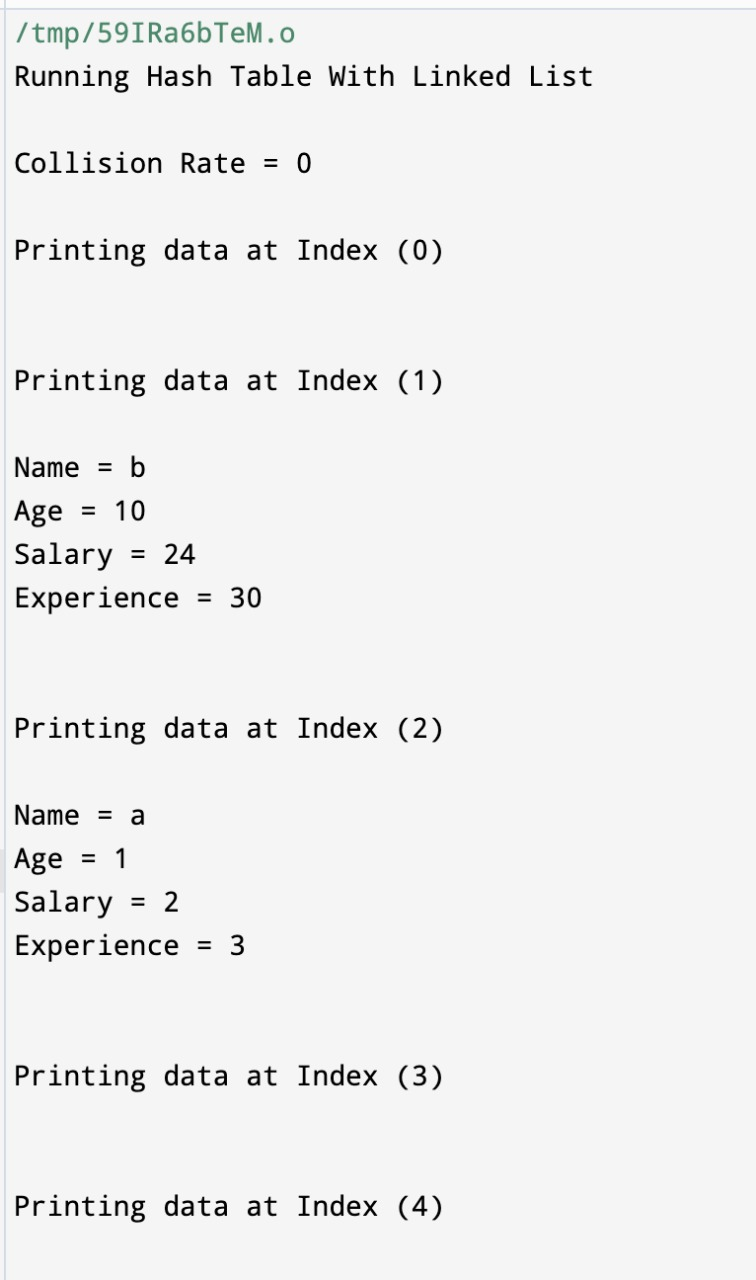 /tmp/59IRa6bTeM.o
Running Hash Table With Linked List
Collision Rate = 0
Printing data at Index (0)
Printing data at Index (1)
Name = b
Age = 10
Salary = 24
Experience = 30
Printing data at Index (2)
Name = a
Age = 1
Salary = 2
Experience = 3
Printing data at Index (3)
Printing data at Index (4)